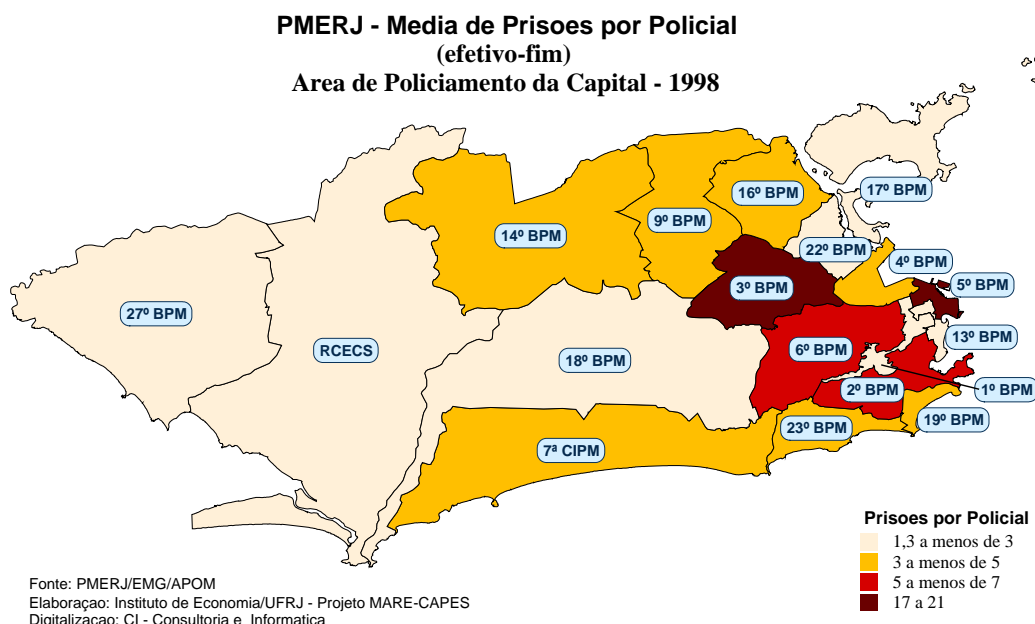 PMERJ - Media de Prisoes por Policial
(efetivo-fim)
Area de Policiamento da Capital - 1998
17º BPM
16º BPM
9º BPM
14º BPM
22º BPM
4º BPM
5º BPM
3º BPM
27º BPM
13º BPM
RCECS
6º BPM
18º BPM
2º BPM
1º BPM
19º BPM
23º BPM
7ª CIPM
Prisoes por Policial
1,3 a menos de 3
3 a menos de 5
5 a menos de 7
17 a 21
Fonte: PMERJ/EMG/APOM
Elaboraçao: Instituto de Economia/UFRJ - Projeto MARE-CAPES
Digitalizaçao: CI - Consultoria e Informatica